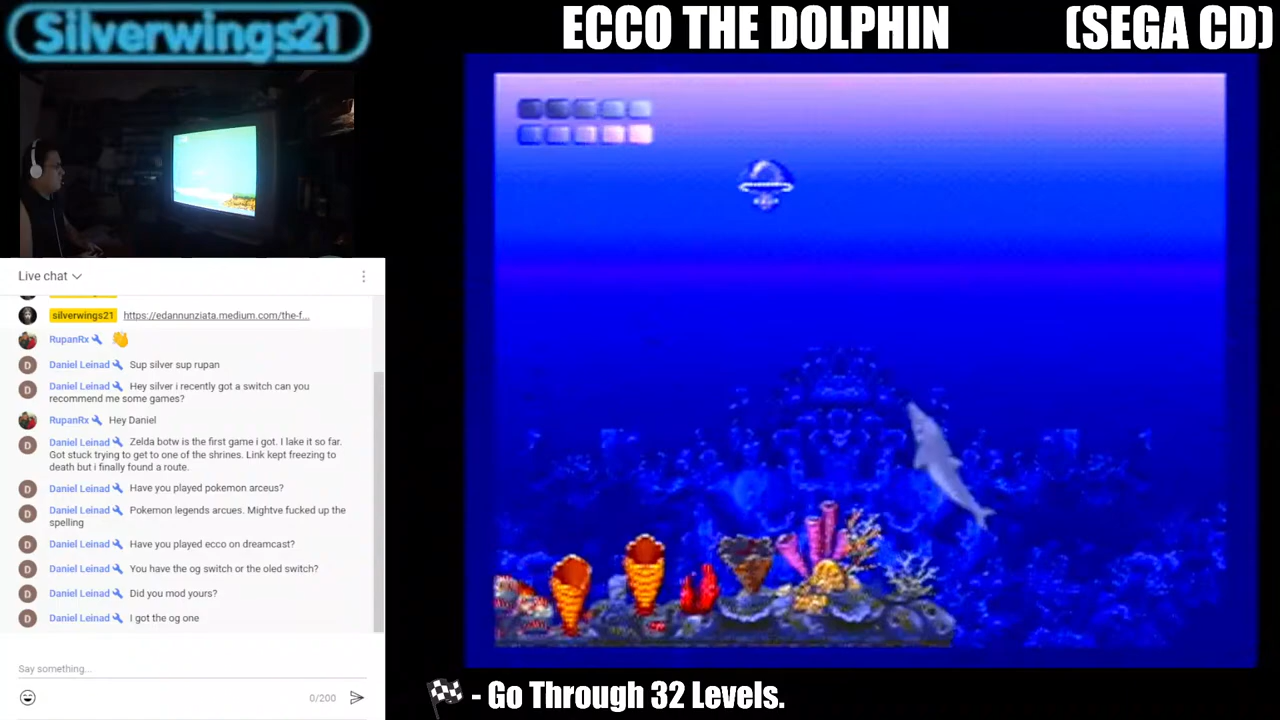 Silverwings21
ECCO THE DOLPHIN (SEGA CD)
Live chat
silverwings21 https://edannunziata.medium.com/the-f...
RupanRx
Daniel Leinad Sup silver sup rupan
Daniel Leinad Hey silver i recently got a switch can you
recommend me some games?
RupanRx Hey Daniel
Daniel Leinad Zelda botw is the first game i got. I lake it so far.
Got stuck trying to get to one of the shrines. Link kept freezing to
death but i finally found a route.
Daniel Leinad Have you played pokemon arceus?
Daniel Leinad Pokemon legends arcues. Mightve fucked up the
spelling
Daniel Leinad Have you played ecco on dreamcast?
Daniel Leinad You have the og switch or the oled switch?
Daniel Leinad Did you mod yours?
Daniel Leinad I got the og one
Say something...
0/200
- Go Through 32 Levels.